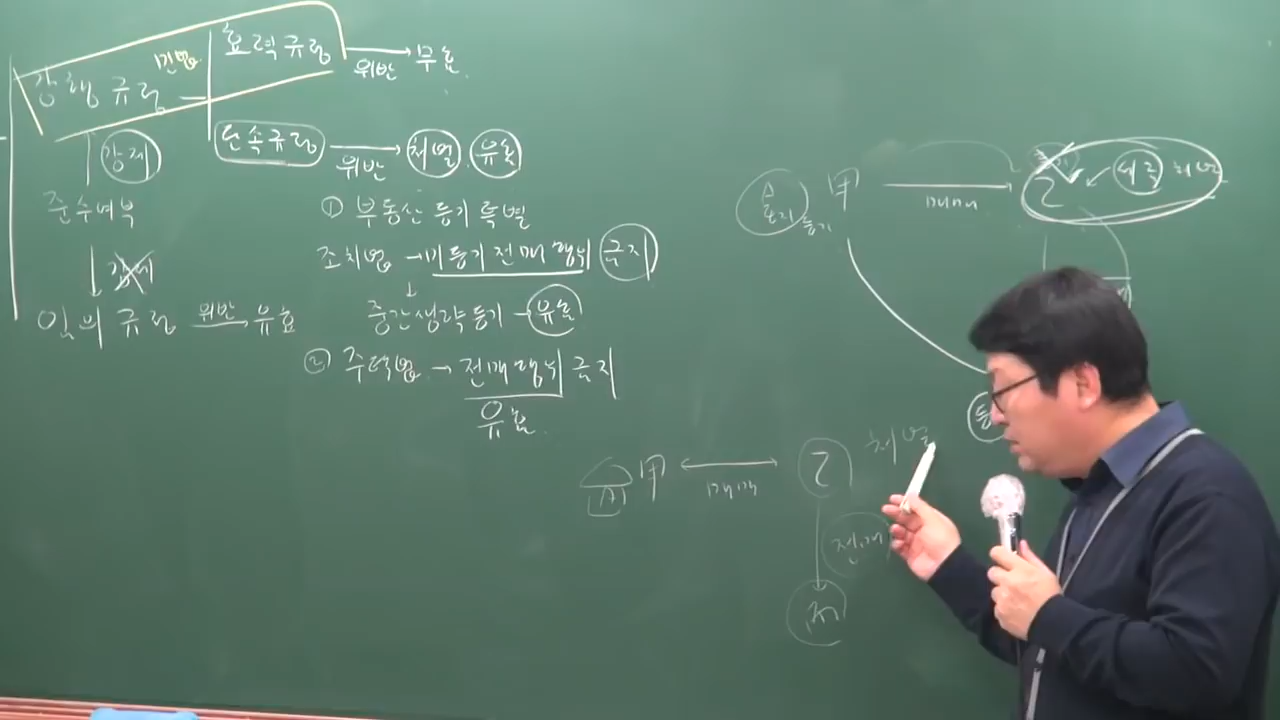 강행규정 민법 효력규정 → 위반 무효.
강제
단속규정 → 위반 처벌 유효
준수여부
강제
임의규정 → 위반 유효
① 부동산 등기 특별
조치법 → 미등기 전매 행위 금지
↓
중간생략등기 → 유효
② 주택법 → 전매행위 금지
유효.
토지 등기 甲 → 매매 乙
처벌
甲 ↔ 매매 乙 처벌
전매
丙